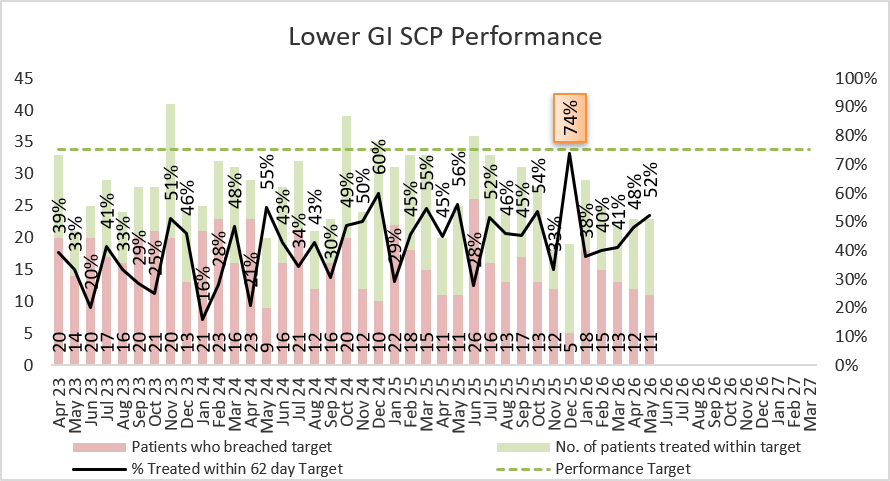 Lower GI SCP Performance
45
40
35
30
25
20
15
10
5
0
100%
90%
80%
70%
60%
50%
40%
30%
20%
10%
0%
39%
33%
20%
41%
33%
29%
25%
51%
46%
16%
28%
48%
21%
55%
43%
34%
43%
30%
49%
50%
60%
29%
45%
55%
45%
56%
28%
52%
46%
45%
54%
33%
74%
38%
40%
41%
48%
52%
20
14
20
17
16
20
21
20
13
21
23
16
23
9
16
21
12
16
20
12
10
22
18
15
11
11
26
16
13
17
13
12
5
18
15
13
12
11
Apr 23
May 23
Jun 23
Jul 23
Aug 23
Sep 23
Oct 23
Nov 23
Dec 23
Jan 24
Feb 24
Mar 24
Apr 24
May 24
Jun 24
Jul 24
Aug 24
Sep 24
Oct 24
Nov 24
Dec 24
Jan 25
Feb 25
Mar 25
Apr 25
May 25
Jun 25
Jul 25
Aug 25
Sep 25
Oct 25
Nov 25
Dec 25
Jan 26
Feb 26
Mar 26
Apr 26
May 26
Jun 26
Jul 26
Aug 26
Sep 26
Oct 26
Nov 26
Dec 26
Jan 27
Feb 27
Mar 27
Patients who breached target
No. of patients treated within target
% Treated within 62 day Target
Performance Target